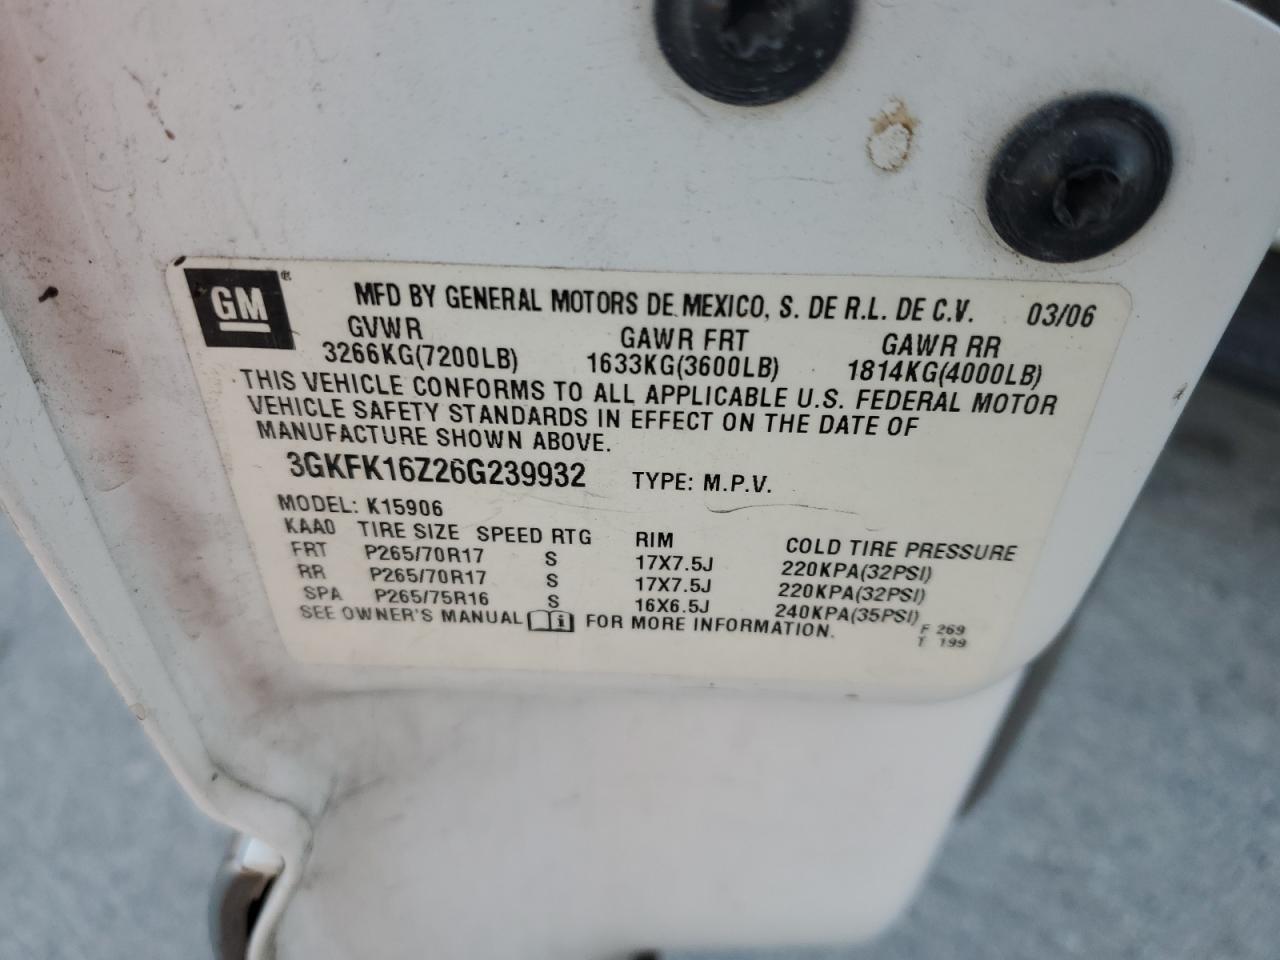 GM ®
MFD BY GENERAL MOTORS DE MEXICO, S. DE R.L. DE C.V. 03/06
GVWR GAWR FRT GAWR RR
3266KG(7200LB) 1633KG(3600LB) 1814KG(4000LB)
THIS VEHICLE CONFORMS TO ALL APPLICABLE U.S. FEDERAL MOTOR
VEHICLE SAFETY STANDARDS IN EFFECT ON THE DATE OF
MANUFACTURE SHOWN ABOVE.
3GKFK16Z26G239932 TYPE: M.P.V.
MODEL: K15906
KAA0 TIRE SIZE SPEED RTG RIM COLD TIRE PRESSURE
FRT P265/70R17 S 17X7.5J 220KPA(32PSI)
RR P265/70R17 S 17X7.5J 220KPA(32PSI)
SPA P265/75R16 S 16X6.5J 240KPA(35PSI)
SEE OWNER'S MANUAL i FOR MORE INFORMATION.
F 269
T 199